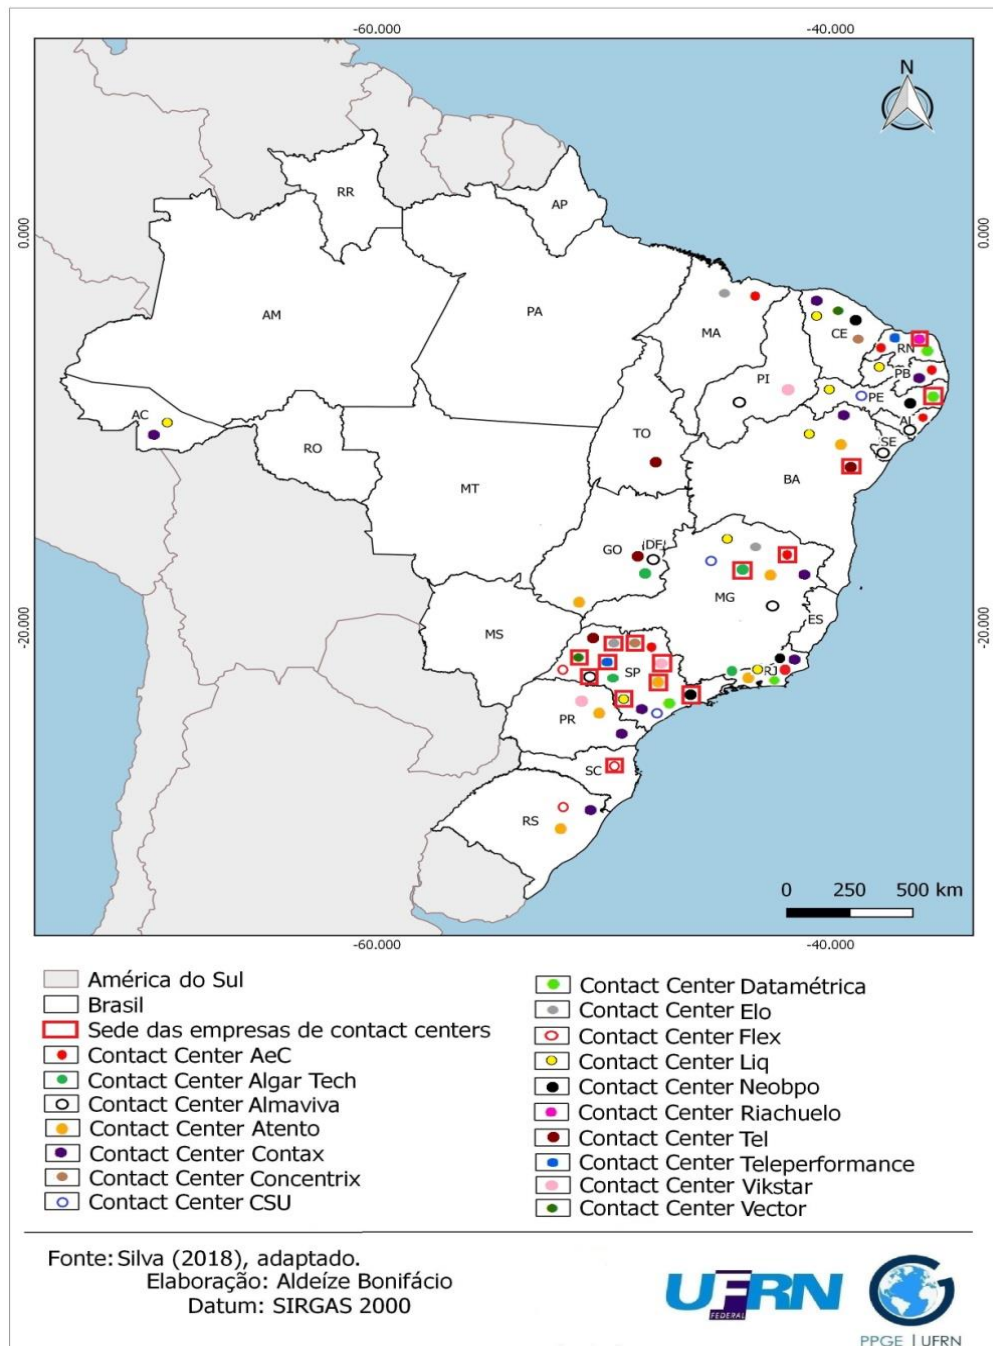 -60.000
-40.000
N
0.000
0.000
RR
AP
AM
PA
MA
CE
RN
PB
PI
PE
AL
SE
AC
RO
TO
BA
MT
GO
DF
MG
ES
MS
SP
RJ
PR
SC
RS
-20.000
-20.000
0 250 500 km
-60.000
-40.000
América do Sul
Brasil
Sede das empresas de contact centers
Contact Center AeC
Contact Center Algar Tech
Contact Center Almaviva
Contact Center Atento
Contact Center Contax
Contact Center Concentrix
Contact Center CSU
Contact Center Datamétrica
Contact Center Elo
Contact Center Flex
Contact Center Liq
Contact Center Neobpo
Contact Center Riachuelo
Contact Center Tel
Contact Center Teleperformance
Contact Center Vikstar
Contact Center Vector
Fonte: Silva (2018), adaptado.
Elaboração: Aldeíze Bonifácio
Datum: SIRGAS 2000
UFRN
FEDERAL
PPGE | UFRN